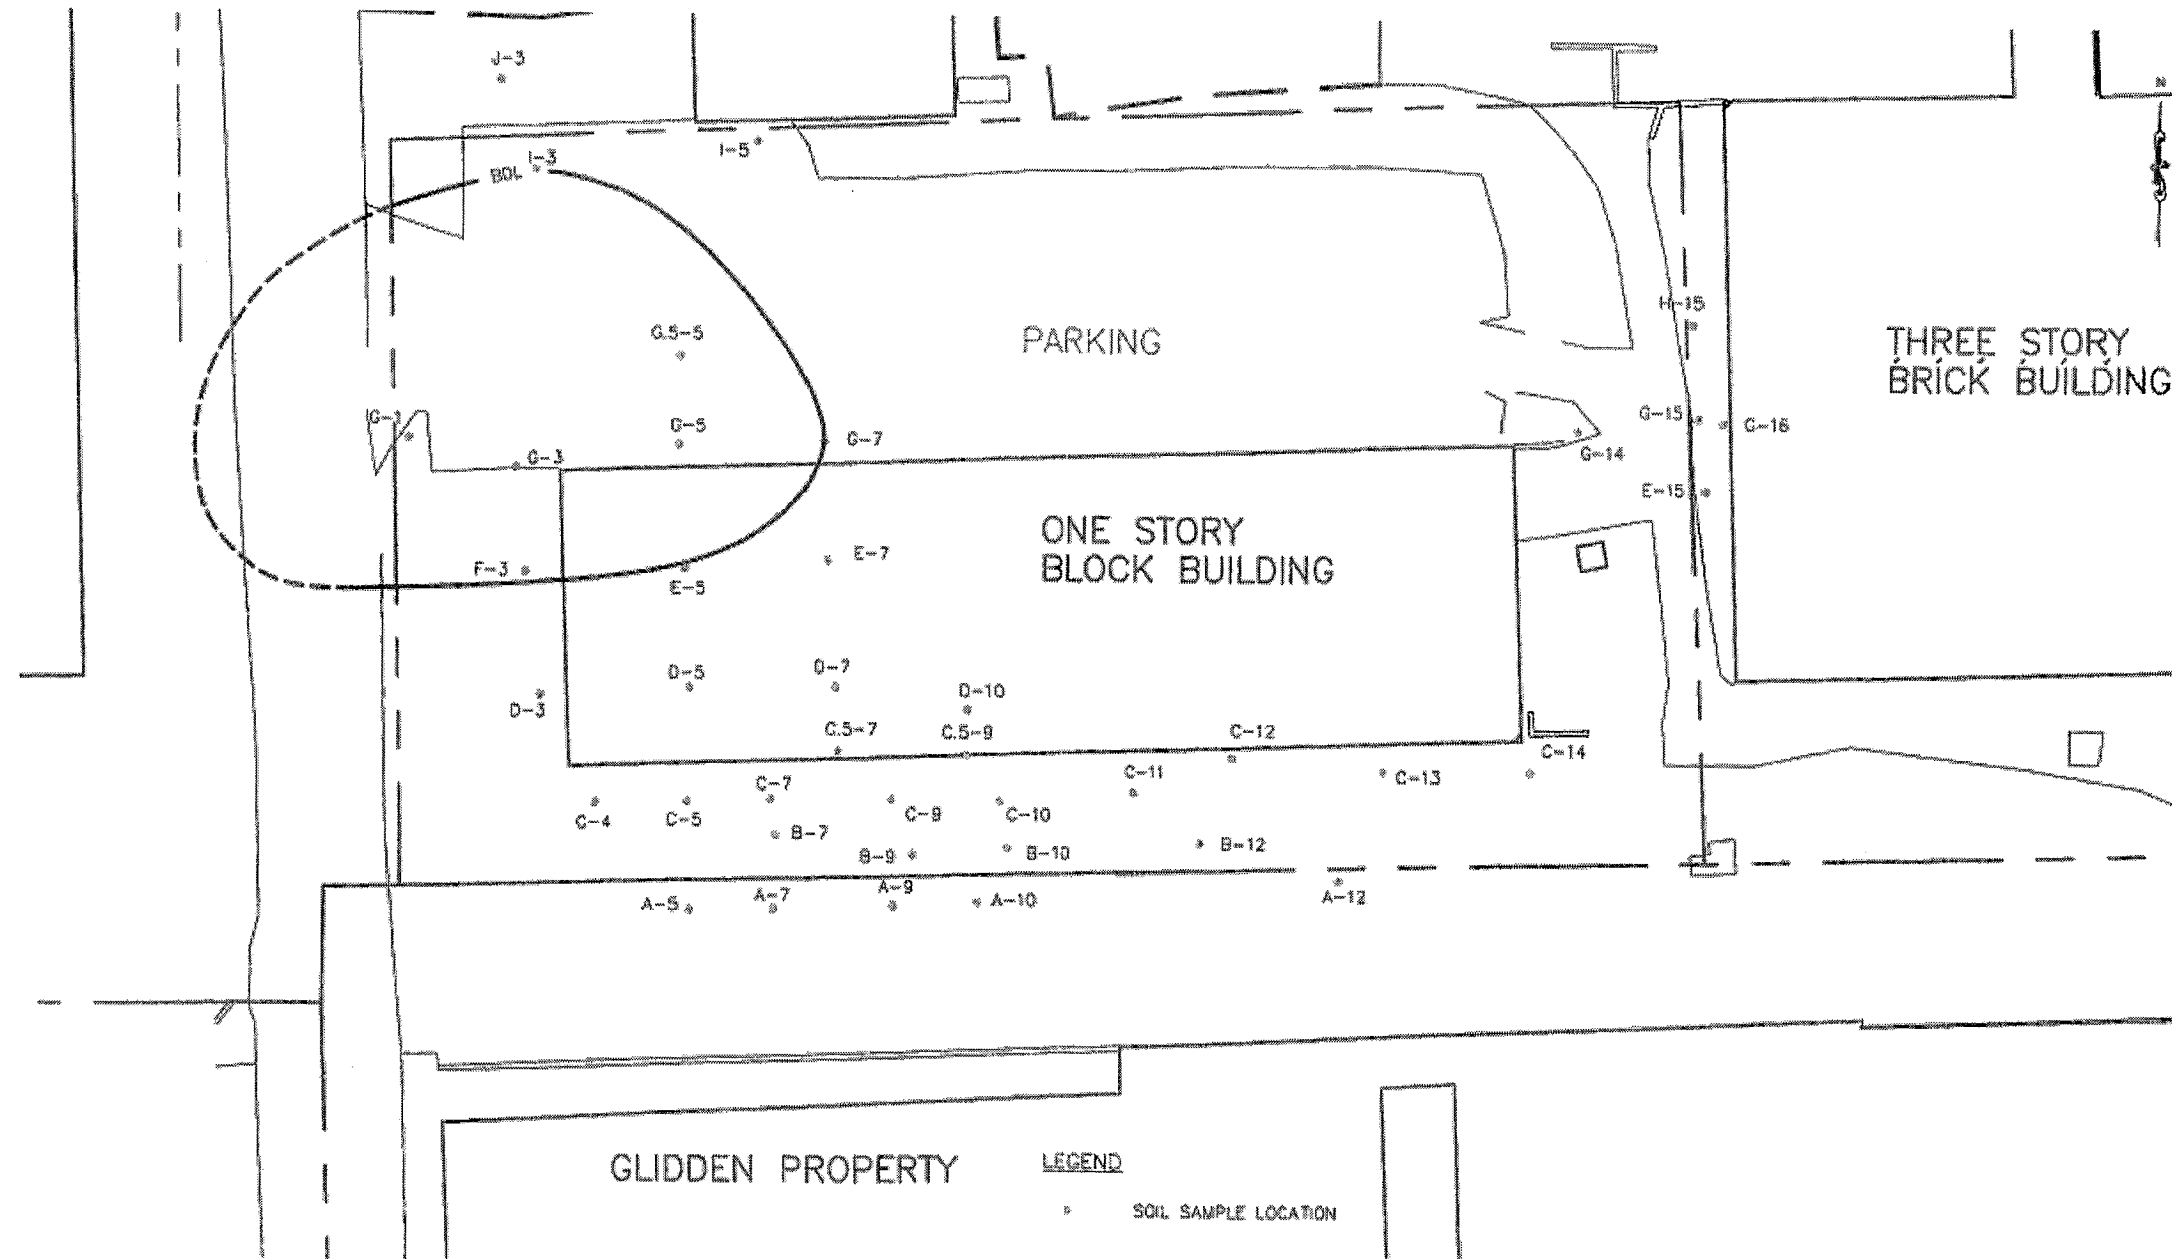 J-3
N
I-3
I-5
BDL
H-15
G.5-5
PARKING
THREE STORY
BRICK BUILDING
G-1
G-5
G-7
G-15
C-16
G-3
G-14
E-15
ONE STORY
BLOCK BUILDING
E-7
F-3
E-5
D-5
D-7
D-10
D-3
C.5-7
C.5-9
C-12
C-14
C-11
C-13
C-7
C-4
C-5
C-9
C-10
B-7
B-9
B-10
B-12
A-9
A-5
A-7
A-10
A-12
GLIDDEN PROPERTY
LEGEND
SOIL SAMPLE LOCATION